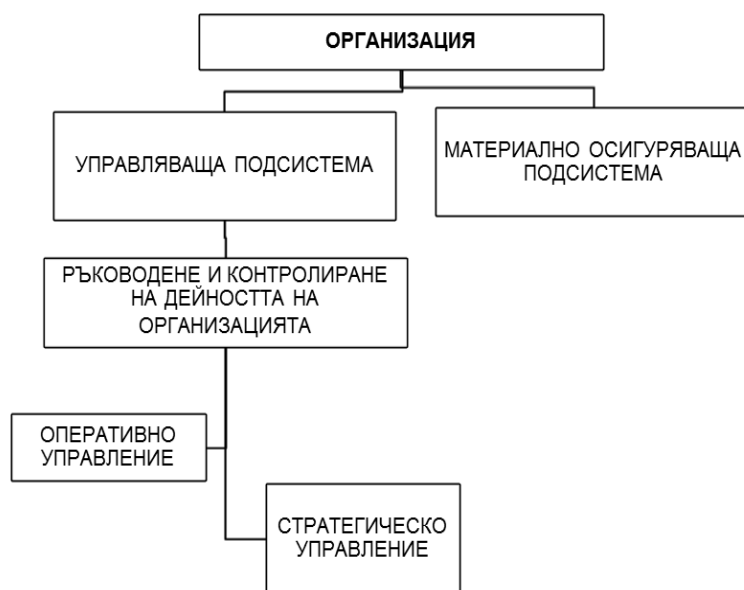 ОРГАНИЗАЦИЯ
УПРАВЛЯВАЩА ПОДСИСТЕМА
МАТЕРИАЛНО ОСИГУРЯВАЩА
ПОДСИСТЕМА
РЪКОВОДЕНЕ И КОНТРОЛИРАНЕ
НА ДЕЙНОСТТА НА
ОРГАНИЗАЦИЯТА
ОПЕРАТИВНО
УПРАВЛЕНИЕ
СТРАТЕГИЧЕСКО
УПРАВЛЕНИЕ